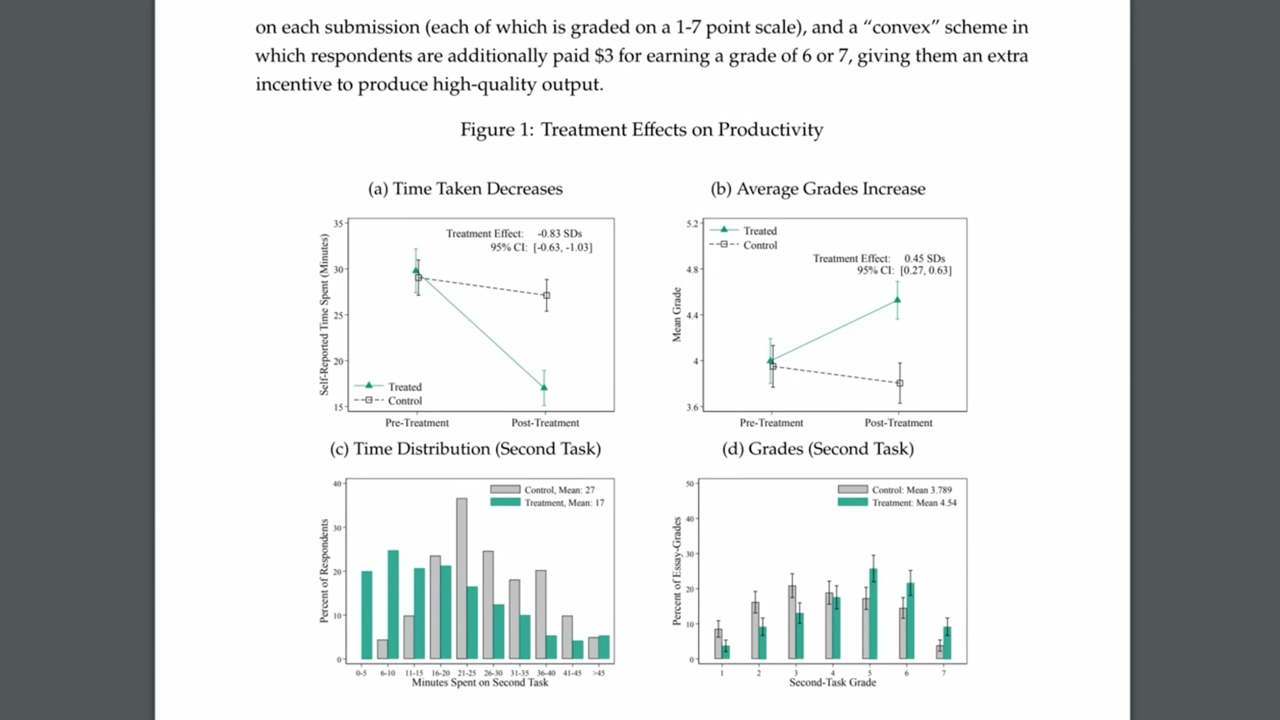 on each submission (each of which is graded on a 1-7 point scale), and a “convex” scheme in
which respondents are additionally paid $3 for earning a grade of 6 or 7, giving them an extra
incentive to produce high-quality output.
Figure 1: Treatment Effects on Productivity
(a) Time Taken Decreases
35
30
25
20
15
Self-Reported Time Spent (Minutes)
Treatment Effect: -0.83 SDs
95% CI: [-0.63, -1.03]
Treated
Control
Pre-Treatment Post-Treatment
(b) Average Grades Increase
5.2
4.8
4.4
4
3.6
Mean Grade
Treated
Control
Treatment Effect: 0.45 SDs
95% CI: [0.27, 0.63]
Pre-Treatment Post-Treatment
(c) Time Distribution (Second Task)
40
30
20
10
0
Percent of Respondents
Control, Mean: 27
Treatment, Mean: 17
0-5 6-10 11-15 16-20 21-25 26-30 31-35 36-40 41-45 >45
Minutes Spent on Second Task
(d) Grades (Second Task)
50
40
30
20
10
0
Percent of Essay-Grades
Control: Mean 3.789
Treatment: Mean 4.54
1 2 3 4 5 6 7
Second-Task Grade